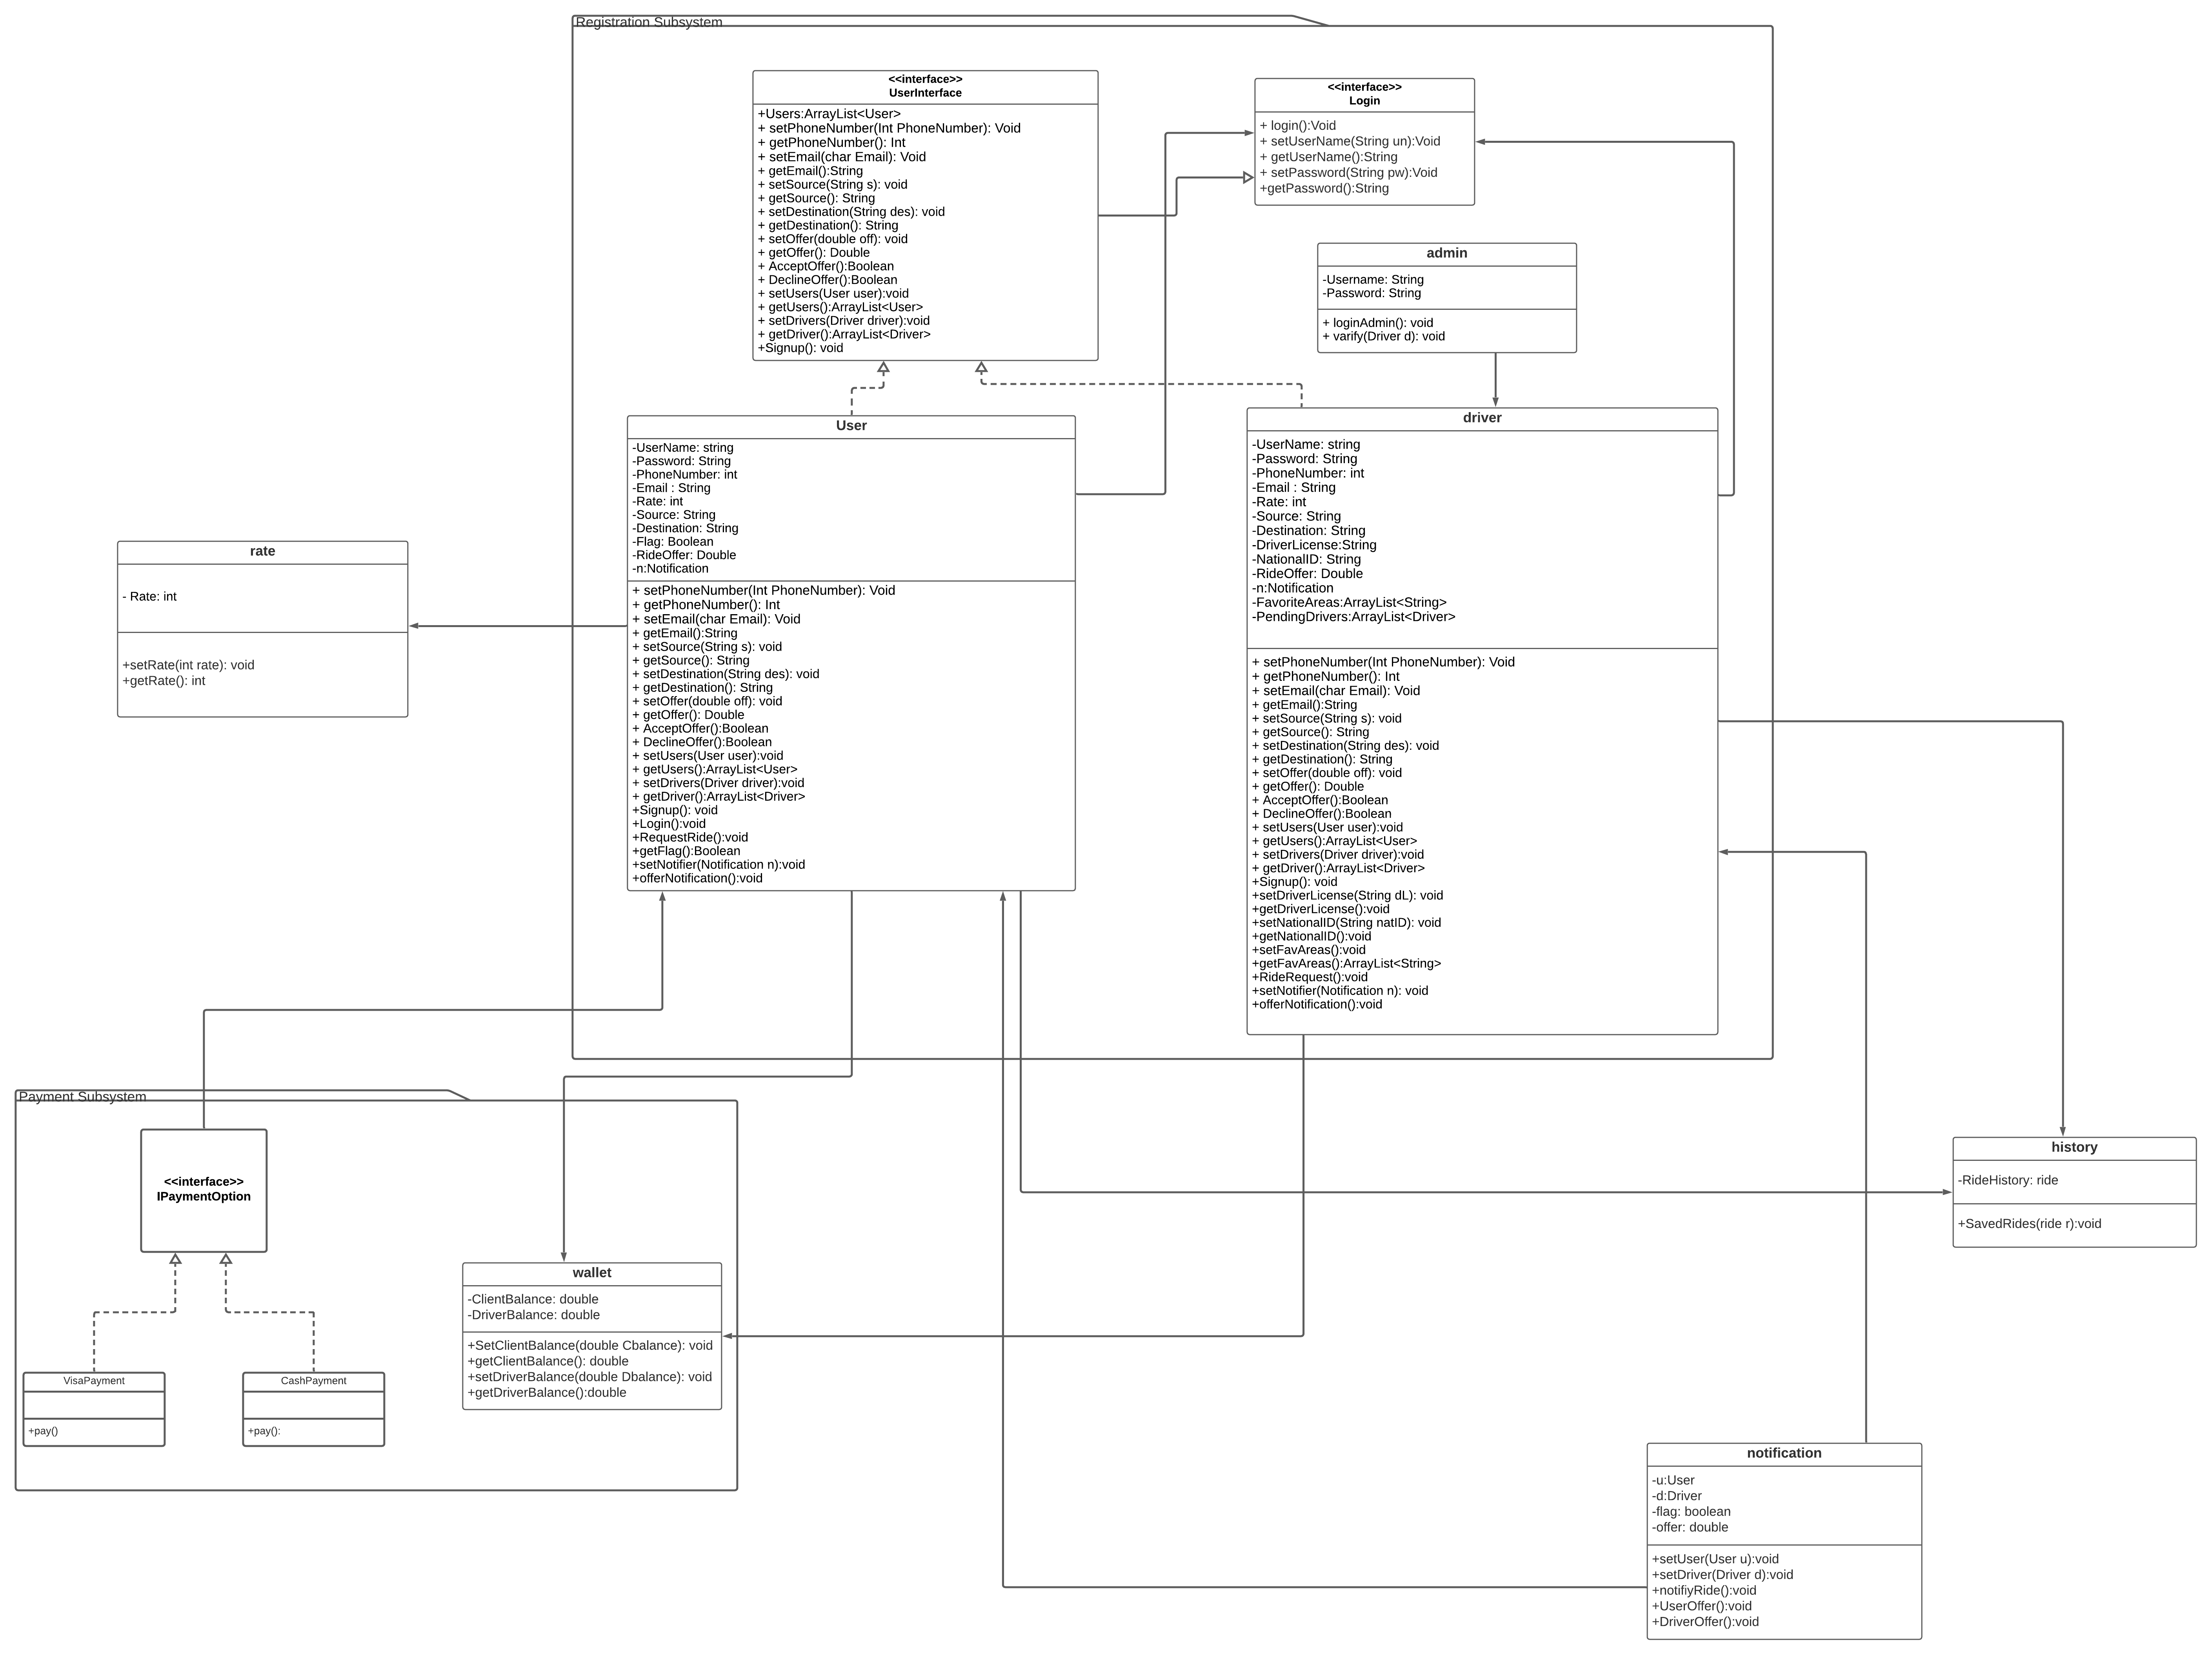 Registration Subsystem
<<interface>>
UserInterface
+Users:ArrayList<User>
+ setPhoneNumber(Int PhoneNumber): Void
+ getPhoneNumber(): Int
+ setEmail(char Email): Void
+ getEmail():String
+ setSource(String s): void
+ getSource(): String
+ setDestination(String des): void
+ getDestination(): String
+ setOffer(double off): void
+ getOffer(): Double
+ AcceptOffer():Boolean
+ DeclineOffer():Boolean
+ setUsers(User user):void
+ getUsers():ArrayList<User>
+ setDrivers(Driver driver):void
+ getDriver():ArrayList<Driver>
+Signup(): void
<<interface>>
Login
+ login():Void
+ setUserName(String un):Void
+ getUserName():String
+ setPassword(String pw):Void
+getPassword():String
admin
-Username: String
-Password: String
+ loginAdmin(): void
+ varify(Driver d): void
User
-UserName: string
-Password: String
-PhoneNumber: int
-Email : String
-Rate: int
-Source: String
-Destination: String
-Flag: Boolean
-RideOffer: Double
-n:Notification
+ setPhoneNumber(Int PhoneNumber): Void
+ getPhoneNumber(): Int
+ setEmail(char Email): Void
+ getEmail():String
+ setSource(String s): void
+ getSource(): String
+ setDestination(String des): void
+ getDestination(): String
+ setOffer(double off): void
+ getOffer(): Double
+ AcceptOffer():Boolean
+ DeclineOffer():Boolean
+ setUsers(User user):void
+ getUsers():ArrayList<User>
+ setDrivers(Driver driver):void
+ getDriver():ArrayList<Driver>
+Signup(): void
+Login():void
+RequestRide():void
+getFlag():Boolean
+setNotifier(Notification n):void
+offerNotification():void
driver
-UserName: string
-Password: String
-PhoneNumber: int
-Email : String
-Rate: int
-Source: String
-Destination: String
-DriverLicense:String
-NationalID: String
-RideOffer: Double
-n:Notification
-FavoriteAreas:ArrayList<String>
-PendingDrivers:ArrayList<Driver>
+ setPhoneNumber(Int PhoneNumber): Void
+ getPhoneNumber(): Int
+ setEmail(char Email): Void
+ getEmail():String
+ setSource(String s): void
+ getSource(): String
+ setDestination(String des): void
+ getDestination(): String
+ setOffer(double off): void
+ getOffer(): Double
+ AcceptOffer():Boolean
+ DeclineOffer():Boolean
+ setUsers(User user):void
+ getUsers():ArrayList<User>
+ setDrivers(Driver driver):void
+ getDriver():ArrayList<Driver>
+Signup(): void
+setDriverLicense(String dL): void
+getDriverLicense():void
+setNationalID(String natID): void
+getNationalID():void
+setFavAreas():void
+getFavAreas():ArrayList<String>
+RideRequest():void
+setNotifier(Notification n): void
+offerNotification():void
rate
- Rate: int
+setRate(int rate): void
+getRate(): int
Payment Subsystem
<<interface>>
IPaymentOption
VisaPayment
+pay()
CashPayment
+pay():
wallet
-ClientBalance: double
-DriverBalance: double
+SetClientBalance(double Cbalance): void
+getClientBalance(): double
+setDriverBalance(double Dbalance): void
+getDriverBalance():double
history
-RideHistory: ride
+SavedRides(ride r):void
notification
-u:User
-d:Driver
-flag: boolean
-offer: double
+setUser(User u):void
+setDriver(Driver d):void
+notifiyRide():void
+UserOffer():void
+DriverOffer():void